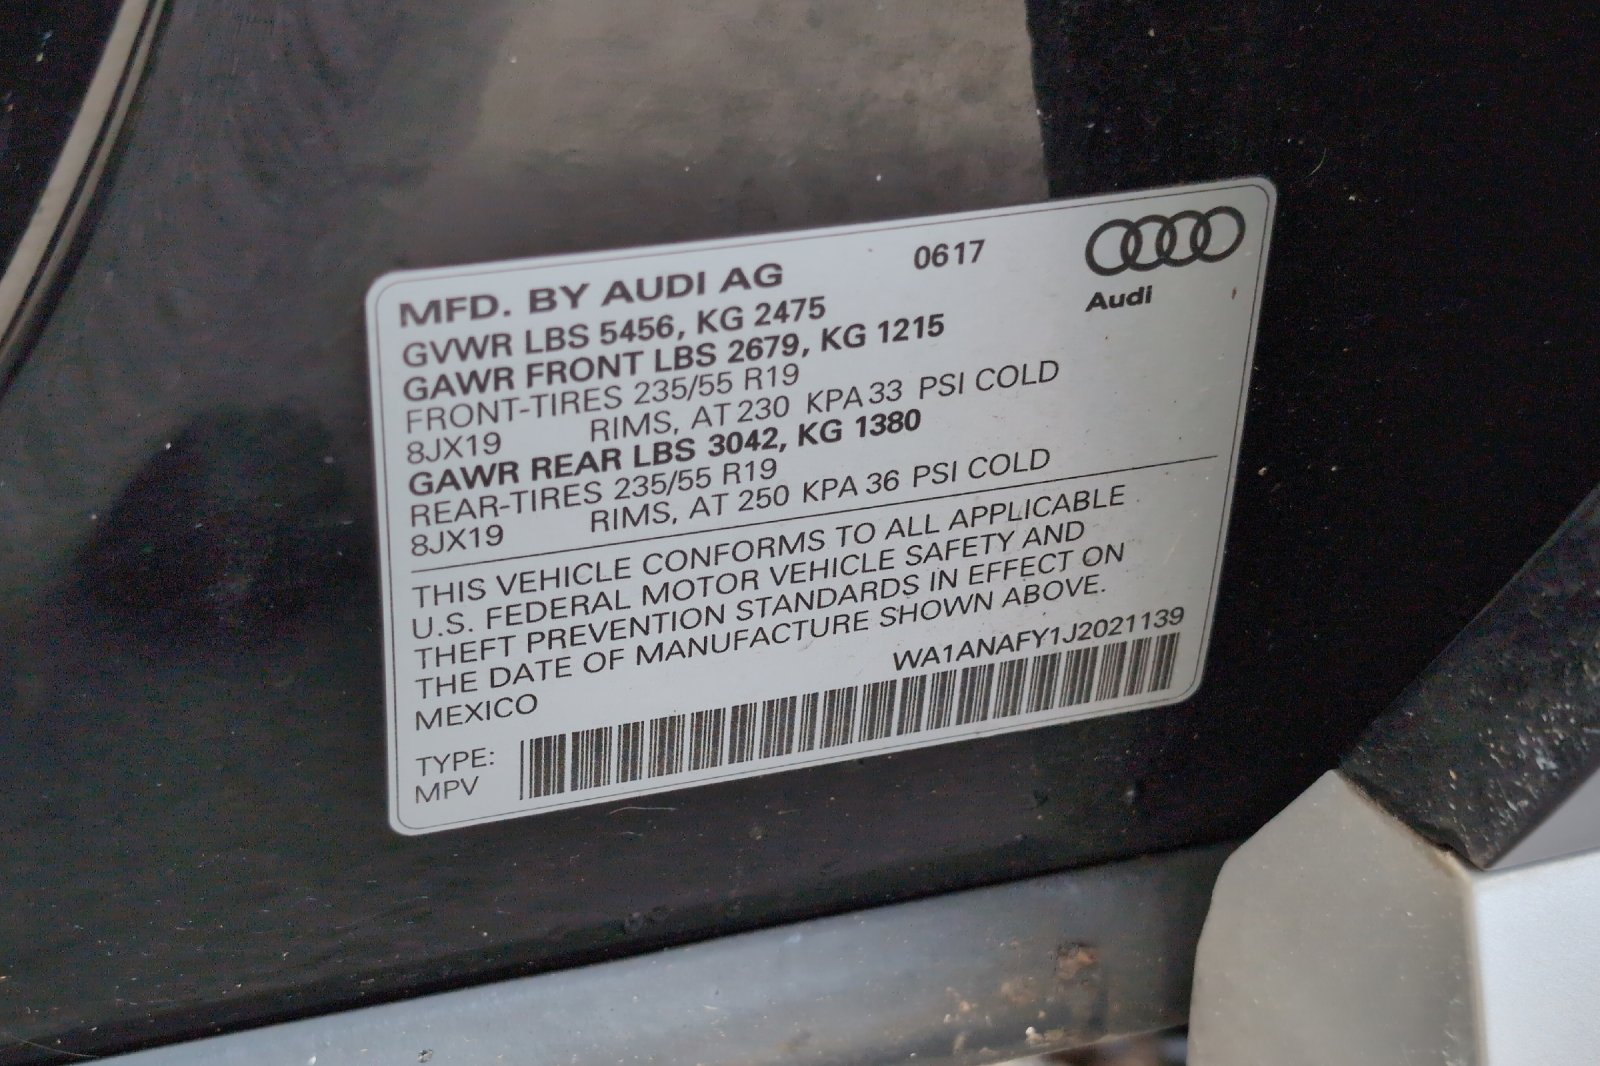 MFD. BY AUDI AG 0617
Audi
GVWR LBS 5456, KG 2475
GAWR FRONT LBS 2679, KG 1215
FRONT-TIRES 235/55 R19
8JX19 RIMS, AT 230 KPA 33 PSI COLD
GAWR REAR LBS 3042, KG 1380
REAR-TIRES 235/55 R19
8JX19 RIMS, AT 250 KPA 36 PSI COLD
THIS VEHICLE CONFORMS TO ALL APPLICABLE
U.S. FEDERAL MOTOR VEHICLE SAFETY AND
THEFT PREVENTION STANDARDS IN EFFECT ON
THE DATE OF MANUFACTURE SHOWN ABOVE.
MEXICO WA1ANAFY1J2021139
TYPE:
MPV